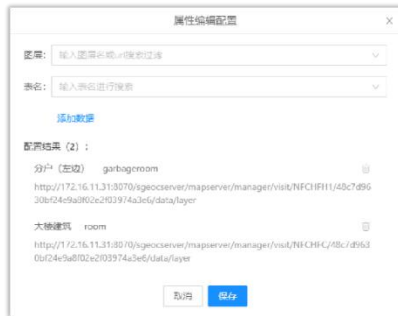 属性编辑配置
图层: 输入图层名或url搜索过滤
表名: 输入表名进行搜索
添加数据
配置结果（2）：
分户（左边） garbageroom
http://172.16.11.31:8070/sgeocserver/mapserver/manager/visit/NFCHFH1/48c7d96
30bf24e9a8f02e2f03974a3e6/data/layer
大楼建筑 room
http://172.16.11.31:8070/sgeocserver/mapserver/manager/visit/NFCHFC/48c7d963
0bf24e9a8f02e2f03974a3e6/data/layer
取消 保存